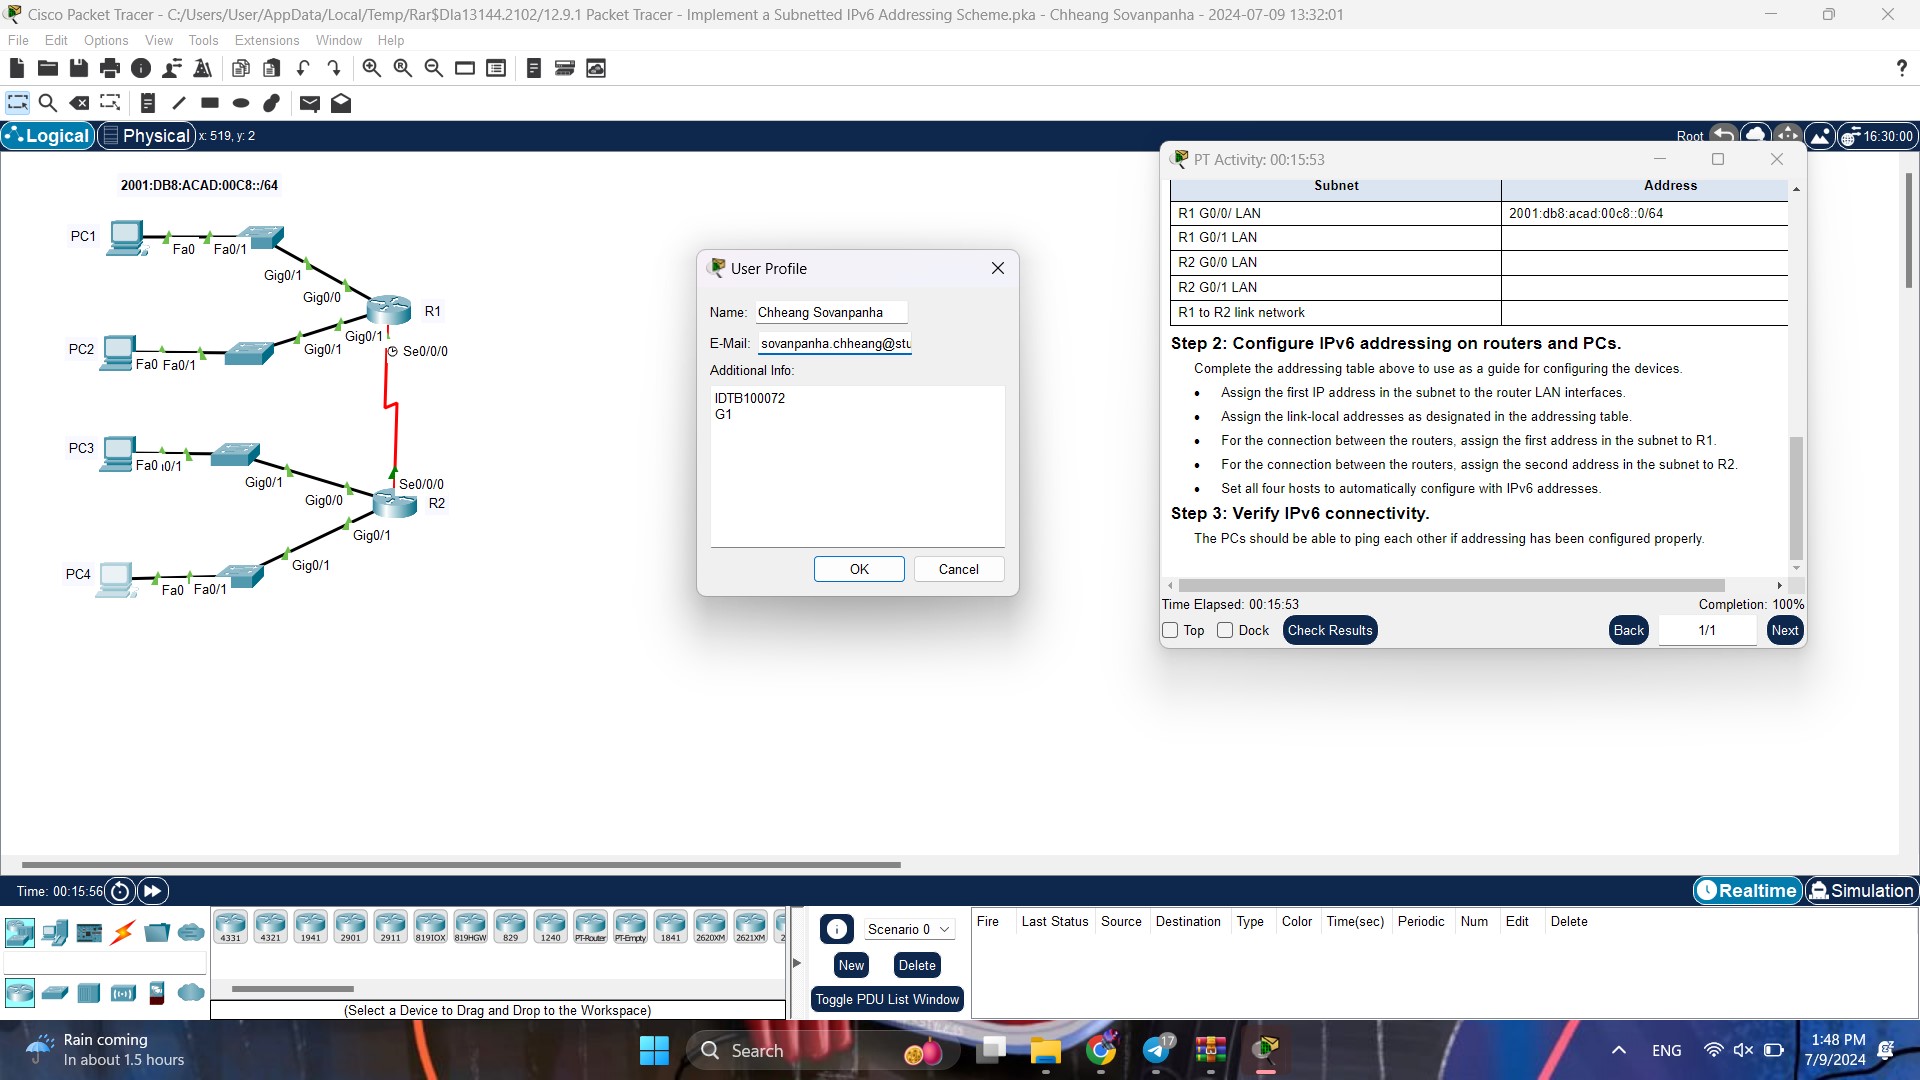 Cisco Packet Tracer - C:/Users/User/AppData/Local/Temp/Rar$DIa13144.2102/12.9.1 Packet Tracer - Implement a Subnetted IPv6 Addressing Scheme.pka - Chheang Sovanpanha - 2024-07-09 13:32:01
File Edit Options View Tools Extensions Window Help
Logical Physical x: 519, y: 2
Root 16:30:00
2001:DB8:ACAD:00C8::/64
PC1
Fa0 Fa0/1
Gig0/1
Gig0/0
R1
PC2
Fa0 Fa0/1
Gig0/1
Gig0/1
Se0/0/0
PC3
Fa0
Gig0/1
Gig0/0
Se0/0/0
R2
Gig0/1
Gig0/1
PC4
Fa0 Fa0/1
User Profile
Name: Chheang Sovanpanha
E-Mail: sovanpanha.chheang@stu
Additional Info:
IDTB100072
G1
OK Cancel
PT Activity: 00:15:53
Subnet Address
R1 G0/0/ LAN 2001:db8:acad:00c8::0/64
R1 G0/1 LAN
R2 G0/0 LAN
R2 G0/1 LAN
R1 to R2 link network
Step 2: Configure IPv6 addressing on routers and PCs.
Complete the addressing table above to use as a guide for configuring the devices.
• Assign the first IP address in the subnet to the router LAN interfaces.
• Assign the link-local addresses as designated in the addressing table.
• For the connection between the routers, assign the first address in the subnet to R1.
• For the connection between the routers, assign the second address in the subnet to R2.
• Set all four hosts to automatically configure with IPv6 addresses.
Step 3: Verify IPv6 connectivity.
The PCs should be able to ping each other if addressing has been configured properly.
Time Elapsed: 00:15:53 Completion: 100%
Top Dock Check Results Back 1/1 Next
Time: 00:15:56
Realtime Simulation
4331 4321 1941 2901 2911 819IOX 819HGW 829 1240 PT-Router PT-Empty 1841 2620XM 2621XM 2
(Select a Device to Drag and Drop to the Workspace)
Scenario 0
New Delete
Toggle PDU List Window
Fire Last Status Source Destination Type Color Time(sec) Periodic Num Edit Delete
Rain coming
In about 1.5 hours
Search
17
ENG
1:48 PM
7/9/2024